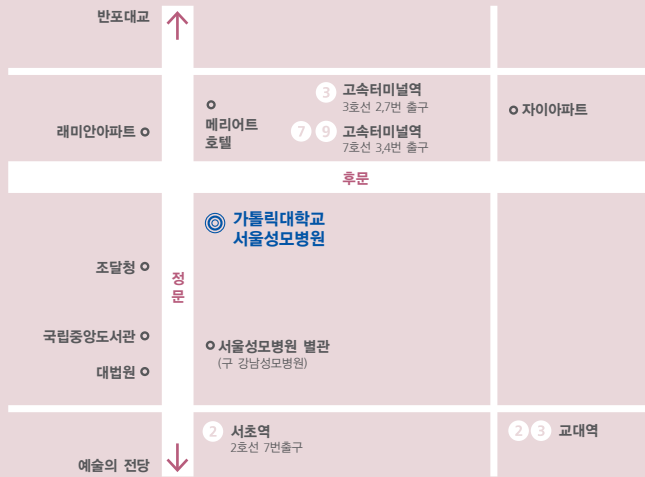 반포대교
3 고속터미널역
3호선 2,7번 출구
메리어트
호텔
자이아파트
래미안아파트
7 9 고속터미널역
7호선 3,4번 출구
후문
가톨릭대학교
서울성모병원
조달청
정
문
국립중앙도서관
서울성모병원 별관
(구 강남성모병원)
대법원
2 서초역
2호선 7번출구
2 3 교대역
예술의 전당